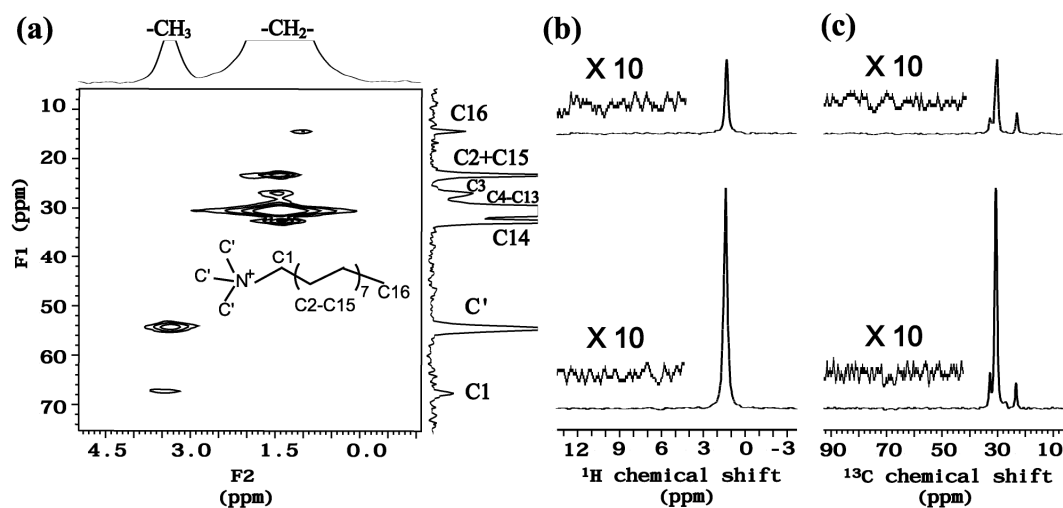 (a)
-CH₃
-CH₂-
10
20
30
40
50
60
70
F1 (ppm)
4.5
3.0
1.5
0.0
F2
(ppm)
C16
C2+C15
C3
C4-C13
C14
C'
C1
C'
C'
C'
N⁺
C1
(C2-C15)
7
C16
(b)
X 10
X 10
12
9
6
3
0
-3
¹H chemical shift
(ppm)
(c)
X 10
X 10
90
70
50
30
10
¹³C chemical shift
(ppm)